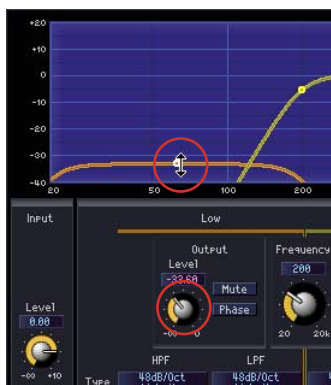 +20
+10
0
-10
-20
-30
-40
20 50 100 200
Input Low
Output Frequency
Level
-33.60 200
Mute
Level Phase
0.00
-∞ 0 20 20k
-∞ +10
HPF LPF
Type 48dB/Oct 48dB/Oct